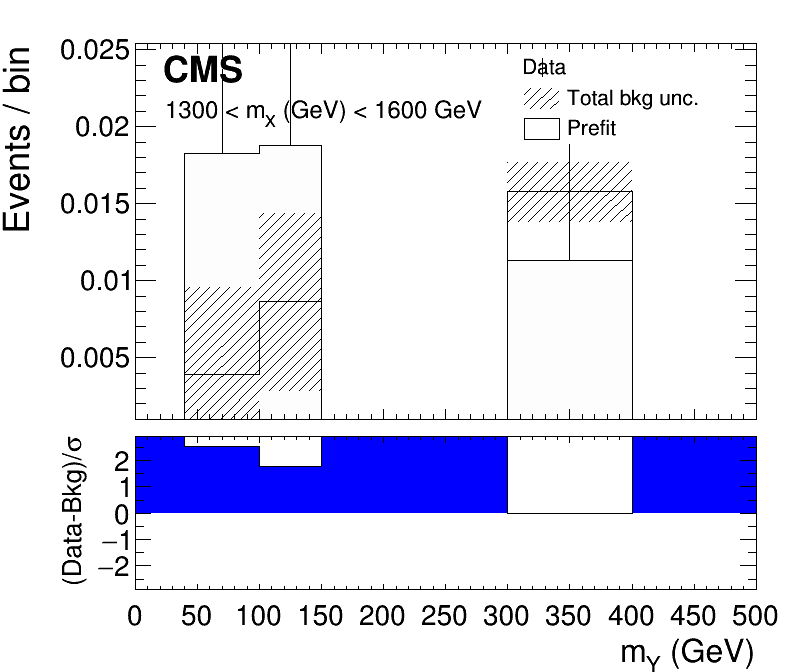 Events / bin
0.025
0.02
0.015
0.01
0.005
CMS
1300 < mX (GeV) < 1600 GeV
Data
Total bkg unc.
Prefit
(Data-Bkg)/σ
2
1
0
−1
−2
0 50 100 150 200 250 300 350 400 450 500
mY (GeV)